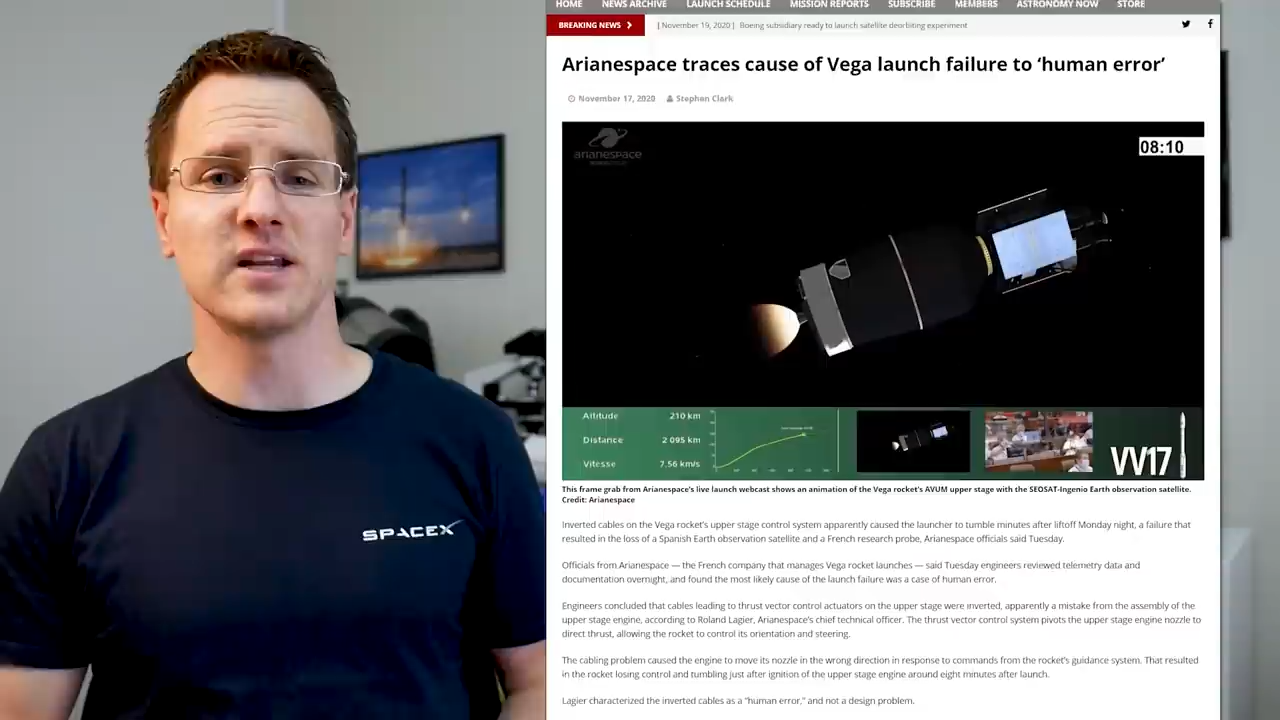 HOME NEWS ARCHIVE LAUNCH SCHEDULE MISSION REPORTS SUBSCRIBE MEMBERS ASTRONOMY NOW STORE
BREAKING NEWS [ November 19, 2020 ] Boeing subsidiary ready to launch satellite deorbiting experiment
Arianespace traces cause of Vega launch failure to ‘human error’
November 17, 2020 Stephen Clark
arianespace
08:10
Altitude 210 km
Distance 2 095 km
Vitesse 7.56 km/s
VV17
This frame grab from Arianespace’s live launch webcast shows an animation of the Vega rocket’s AVUM upper stage with the SEOSAT-Ingenio Earth observation satellite.
Credit: Arianespace
Inverted cables on the Vega rocket’s upper stage control system apparently caused the launcher to tumble minutes after liftoff Monday night, a failure that
resulted in the loss of a Spanish Earth observation satellite and a French research probe, Arianespace officials said Tuesday.
Officials from Arianespace — the French company that manages Vega rocket launches — said Tuesday engineers reviewed telemetry data and
documentation overnight, and found the most likely cause of the launch failure was a case of human error.
Engineers concluded that cables leading to thrust vector control actuators on the upper stage were inverted, apparently a mistake from the assembly of the
upper stage engine, according to Roland Lagier, Arianespace’s chief technical officer. The thrust vector control system pivots the upper stage engine nozzle to
direct thrust, allowing the rocket to control its orientation and steering.
The cabling problem caused the engine to move its nozzle in the wrong direction in response to commands from the rocket’s guidance system. That resulted
in the rocket losing control and tumbling just after ignition of the upper stage engine around eight minutes after launch.
Lagier characterized the inverted cables as a “human error,” and not a design problem.
SPACEX